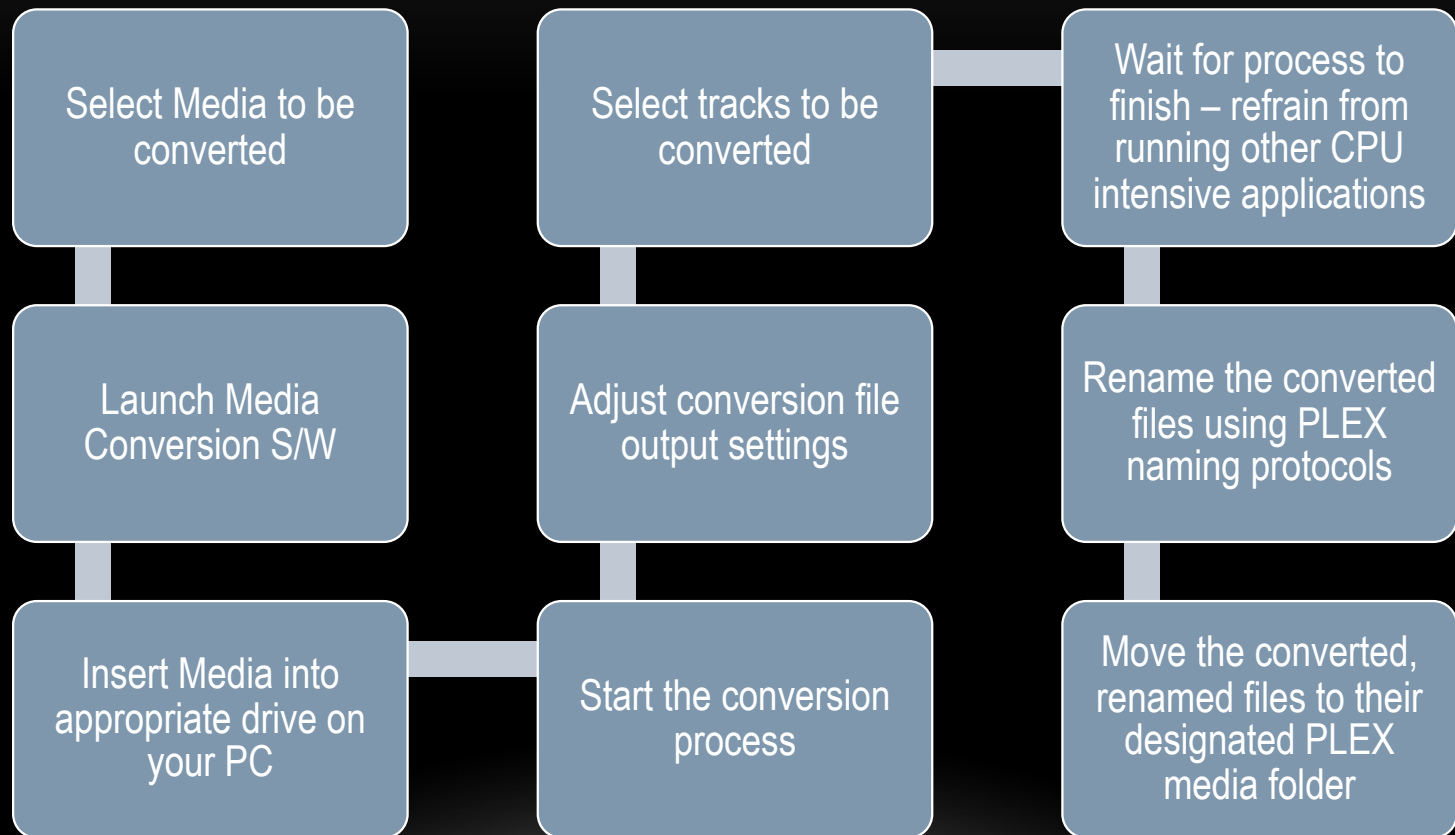 Select Media to be
converted
Launch Media
Conversion S/W
Insert Media into
appropriate drive on
your PC
Select tracks to be
converted
Adjust conversion file
output settings
Start the conversion
process
Wait for process to
finish – refrain from
running other CPU
intensive applications
Rename the converted
files using PLEX
naming protocols
Move the converted,
renamed files to their
designated PLEX
media folder